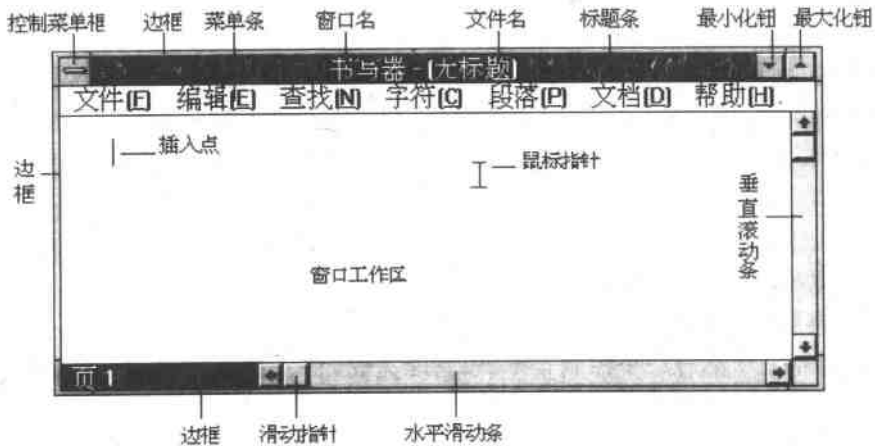 控制菜单框 边框 菜单条 窗口名 文件名 标题条 最小化钮 最大化钮
书与器 - (无标题)
文件(F) 编辑(E) 查找(N) 字符(C) 段落(P) 文档(D) 帮助(H)
插入点
鼠标指针
边框
垂直滚动条
窗口工作区
页 1
边框 滑动指针 水平滑动条